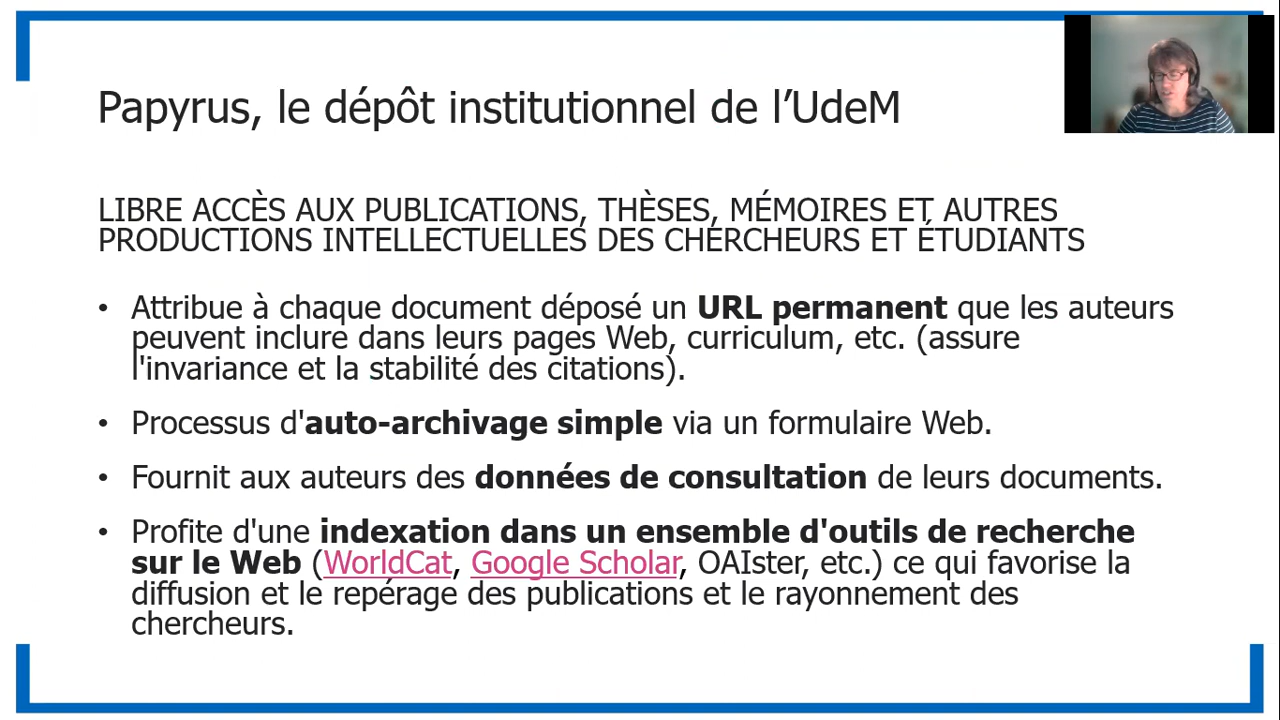 Papyrus, le dépôt institutionnel de l’UdeM
LIBRE ACCÈS AUX PUBLICATIONS, THÈSES, MÉMOIRES ET AUTRES
PRODUCTIONS INTELLECTUELLES DES CHERCHEURS ET ÉTUDIANTS
• Attribue à chaque document déposé un URL permanent que les auteurs
peuvent inclure dans leurs pages Web, curriculum, etc. (assure
l'invariance et la stabilité des citations).
• Processus d'auto-archivage simple via un formulaire Web.
• Fournit aux auteurs des données de consultation de leurs documents.
• Profite d'une indexation dans un ensemble d'outils de recherche
sur le Web (WorldCat, Google Scholar, OAIster, etc.) ce qui favorise la
diffusion et le repérage des publications et le rayonnement des
chercheurs.